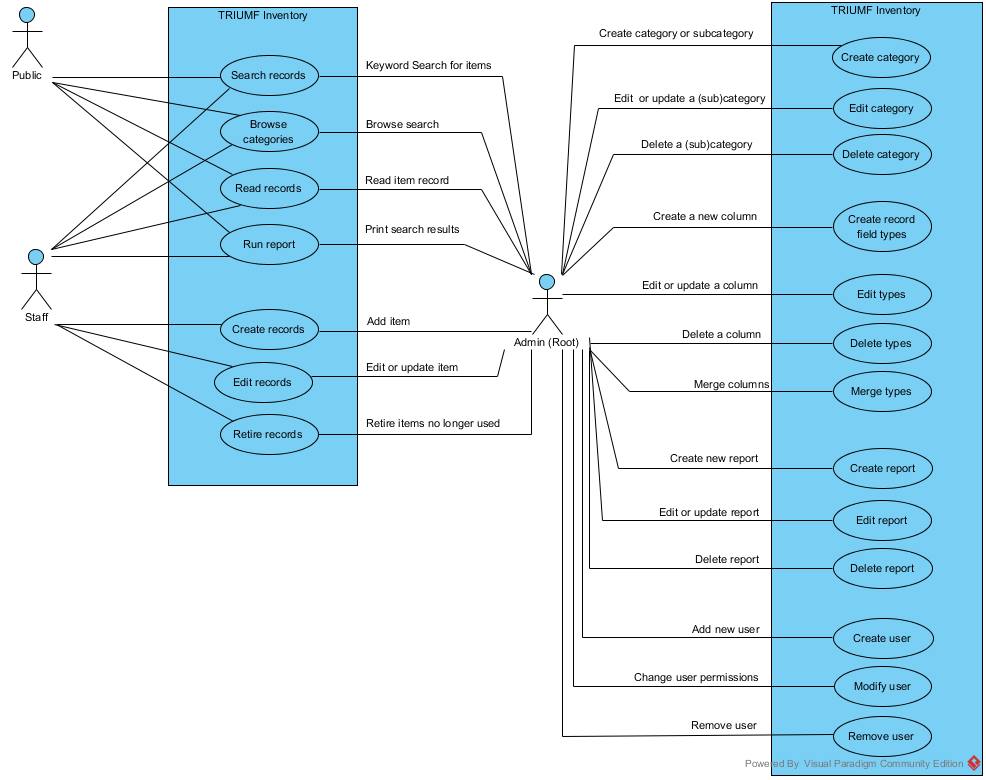 TRIUMF Inventory
Public
Search records
Browse
categories
Read records
Run report
Staff
Create records
Edit records
Retire records
Keyword Search for items
Browse search
Read item record
Print search results
Add item
Edit or update item
Retire items no longer used
Admin (Root)
Create category or subcategory
Edit  or update a (sub)category
Delete a (sub)category
Create a new column
Edit or update a column
Delete a column
Merge columns
Create new report
Edit or update report
Delete report
Add new user
Change user permissions
Remove user
TRIUMF Inventory
Create category
Edit category
Delete category
Create record
field types
Edit types
Delete types
Merge types
Create report
Edit report
Delete report
Create user
Modify user
Remove user
Powered By  Visual Paradigm Community Edition